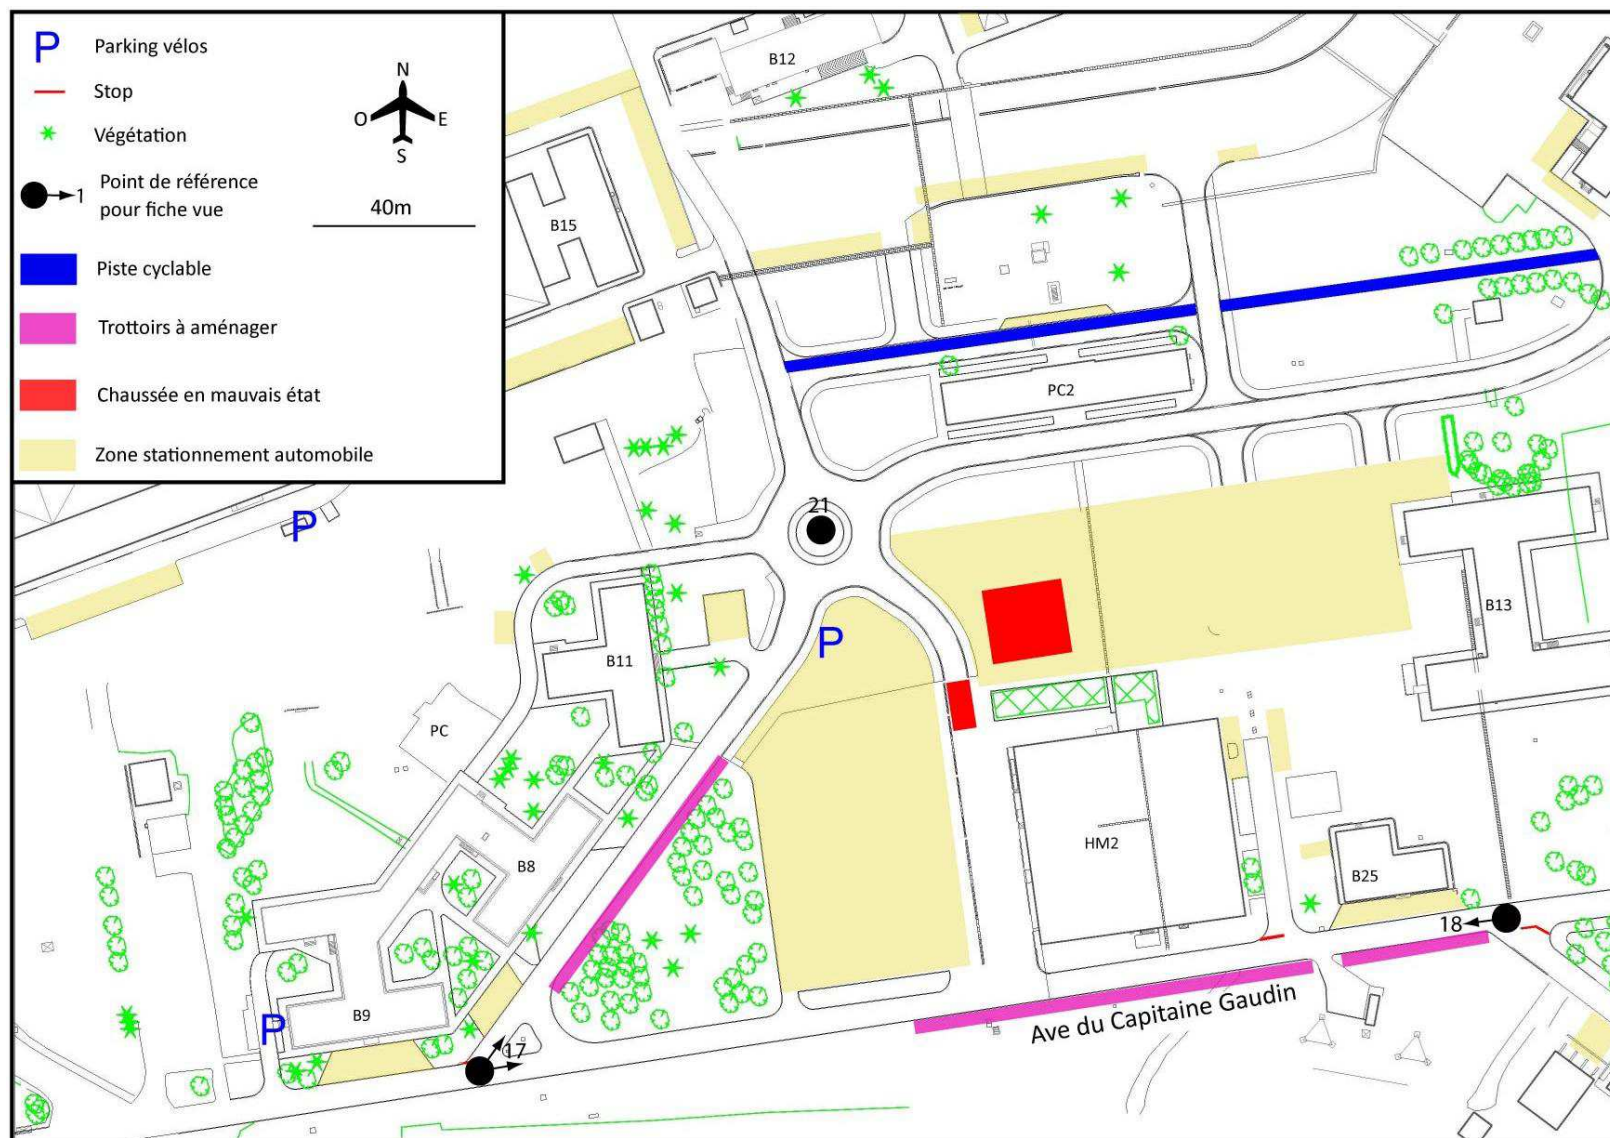 P Parking vélos
Stop
Végétation
1 Point de référence
pour fiche vue
N
O E
S
40m
Piste cyclable
Trottoirs à aménager
Chaussée en mauvais état
Zone stationnement automobile
B12
B15
PC2
21
P
P
B11
B13
PC
B8
HM2
B25
18
B9
P
17
Ave du Capitaine Gaudin